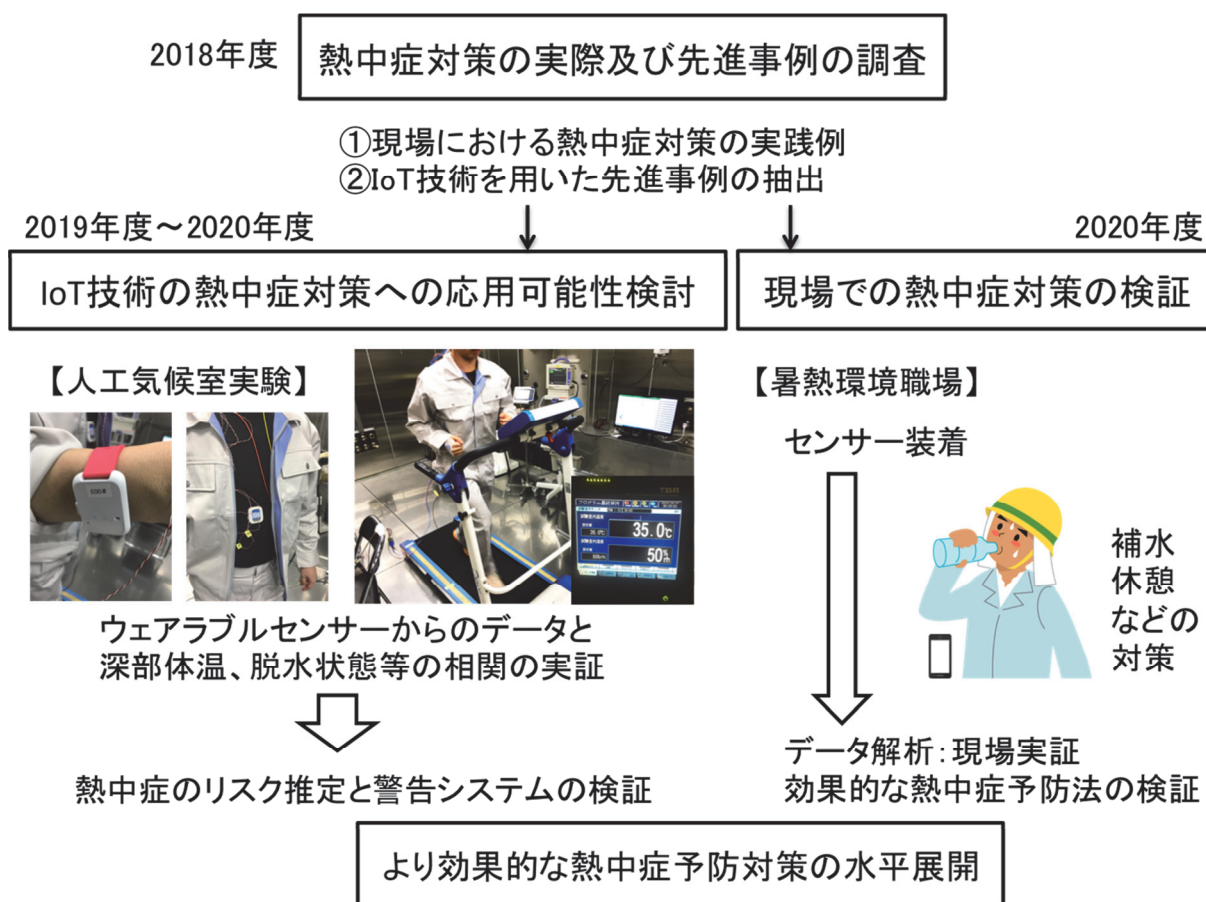 2018年度
熱中症対策の実際及び先進事例の調査
①現場における熱中症対策の実践例
②IoT技術を用いた先進事例の抽出
2019年度～2020年度
2020年度
IoT技術の熱中症対策への応用可能性検討
現場での熱中症対策の検証
【人工気候室実験】
35.0℃
50%
ウェアラブルセンサーからのデータと
深部体温、脱水状態等の相関の実証
熱中症のリスク推定と警告システムの検証
【暑熱環境職場】
センサー装着
補水
休憩
などの
対策
データ解析：現場実証
効果的な熱中症予防法の検証
より効果的な熱中症予防対策の水平展開